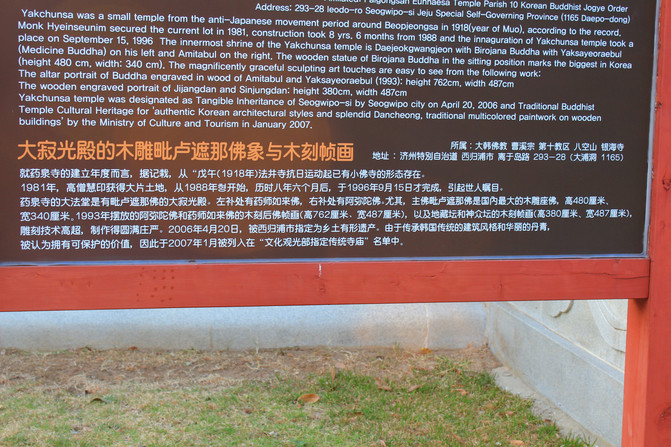 Eunhaesa Temple Parish 10 Korean Buddhist Jogye Order
Address: 293-28 Ieodo-ro Seogwipo-si Jeju Special Self-Governing Province (1165 Daepo-dong)
Yakchunsa was a small temple from the anti-Japanese movement period around Beopjeongsa in 1918(year of Muo), according to the record.
Monk Hyeinseunim secured the current lot in 1981, construction took 8 yrs. 6 months from 1988 and the innaguration of Yakchunsa temple took a
place on September 15, 1996 The innermost shrine of the Yakchunsa temple is Daejeokgwangjeon with Birojana Buddha with Yaksayeoraebul
(Medicine Buddha) on his left and Amitabul on the right. The wooden statue of Birojana Buddha in the sitting position marks the biggest in Korea
(height 480 cm, width: 340 cm). The magnificently graceful sculpting art touches are easy to see from the following work:
The altar portrait of Buddha engraved in wood of Amitabul and Yaksayeoraebul (1993): height 762cm, width 487cm
The wooden engraved portrait of Jijangdan and Sinjungdan: height 380cm, width 487cm
Yakchunsa temple was designated as Tangible Inheritance of Seogwipo-si by Seogwipo city on April 20, 2006 and Traditional Buddhist
Temple Cultural Heritage for 'authentic Korean architectural styles and splendid Dancheong, traditional multicolored paintwork on wooden
buildings' by the Ministry of Culture and Tourism in January 2007.
大寂光殿的木雕毗卢遮那佛象与木刻帧画
所属：大韩佛教 曹溪宗 第十教区 八空山 银海寺
地址：济州特别自治道 西归浦市 离于岛路 293-28（大浦洞 1165）
就药泉寺的建立年度而言，据记载，从“戊午(1918年)法井寺抗日运动起已有小佛寺的形态存在。
1981年，高僧慧印获得大片土地，从1988年刨开始，历时八年六个月后，于1996年9月15日才完成，引起世人瞩目。
药泉寺的大法堂是有毗卢遮那佛的大寂光殿。左补处有药师如来佛，右补处有阿弥陀佛.尤其，主佛毗卢遮那佛是国内最大的木雕座佛，高480厘米、
宽340厘米。1993年摆放的阿弥陀佛和药师如来佛的木刻后佛帧画(高762厘米、宽487厘米)，以及地藏坛和神众坛的木刻帧画(高380厘米、宽487厘米)，
雕刻技术高超，制作得圆满庄严。2006年4月20日，被西归浦市指定为乡土有形遗产。由于传承韩国传统的建筑风格和华丽的丹青，
被认为拥有可保护的价值，因此于2007年1月被列入在“文化观光部指定传统寺庙”名单中。